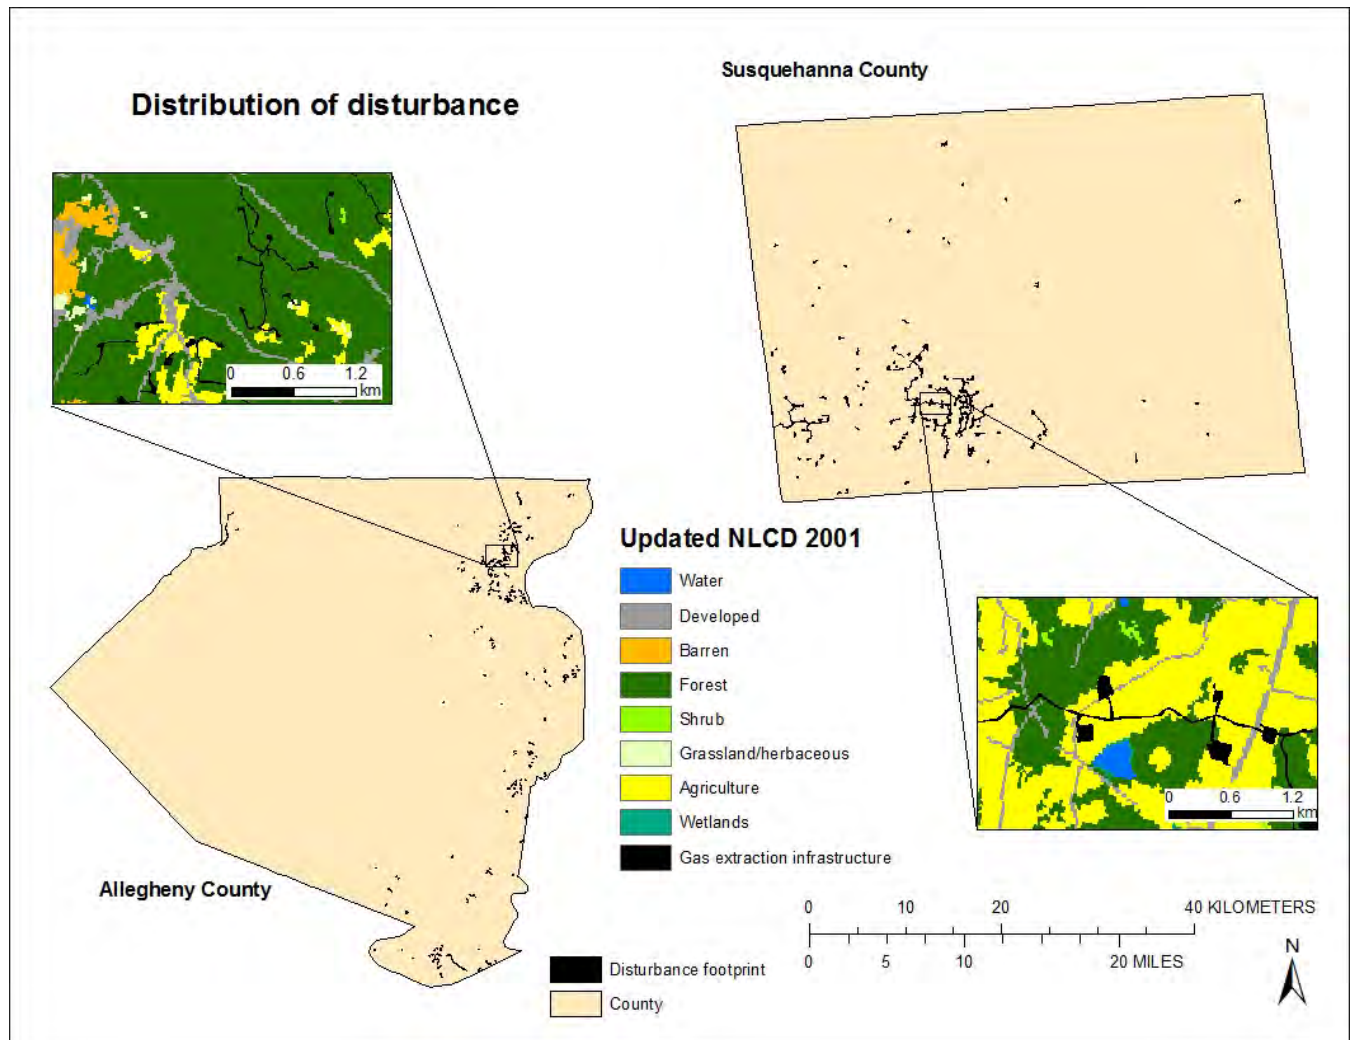 Susquehanna County
Distribution of disturbance
0 0.6 1.2
km
Updated NLCD 2001
Water
Developed
Barren
Forest
Shrub
Grassland/herbaceous
Agriculture
Wetlands
Gas extraction infrastructure
0 0.6 1.2
km
Allegheny County
0 10 20 40 KILOMETERS
0 5 10 20 MILES
N
Disturbance footprint
County